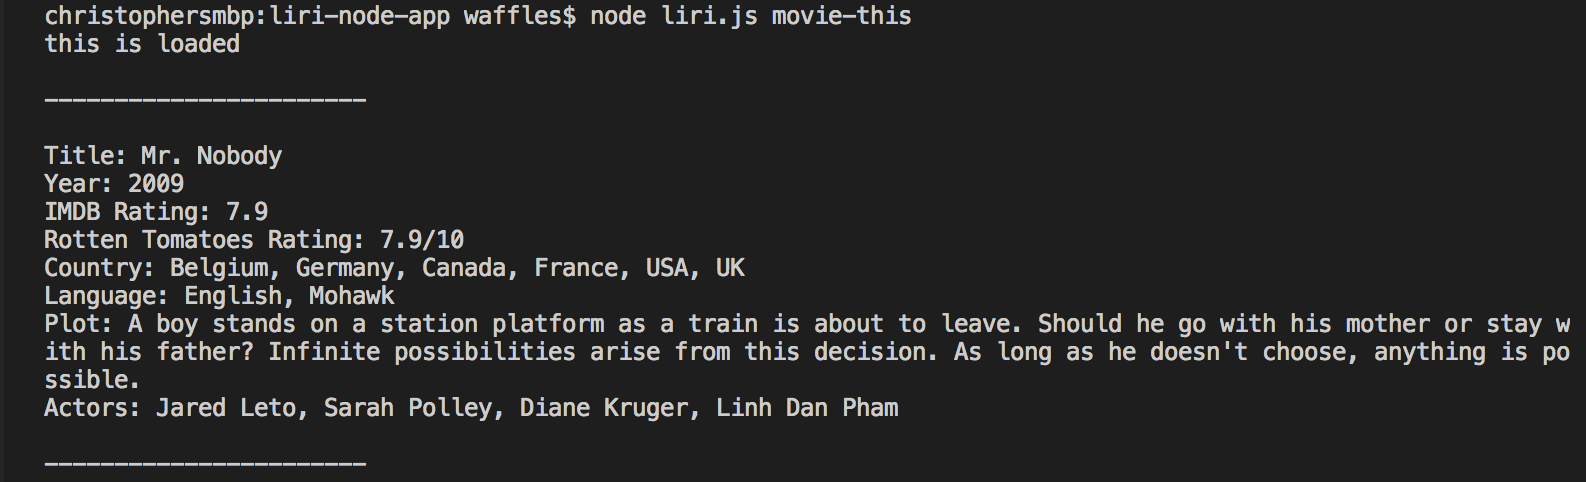 christophersmbp:liri-node-app waffles$ node liri.js movie-this
this is loaded
-----------------------
Title: Mr. Nobody
Year: 2009
IMDB Rating: 7.9
Rotten Tomatoes Rating: 7.9/10
Country: Belgium, Germany, Canada, France, USA, UK
Language: English, Mohawk
Plot: A boy stands on a station platform as a train is about to leave. Should he go with his mother or stay w
ith his father? Infinite possibilities arise from this decision. As long as he doesn't choose, anything is po
ssible.
Actors: Jared Leto, Sarah Polley, Diane Kruger, Linh Dan Pham
-----------------------